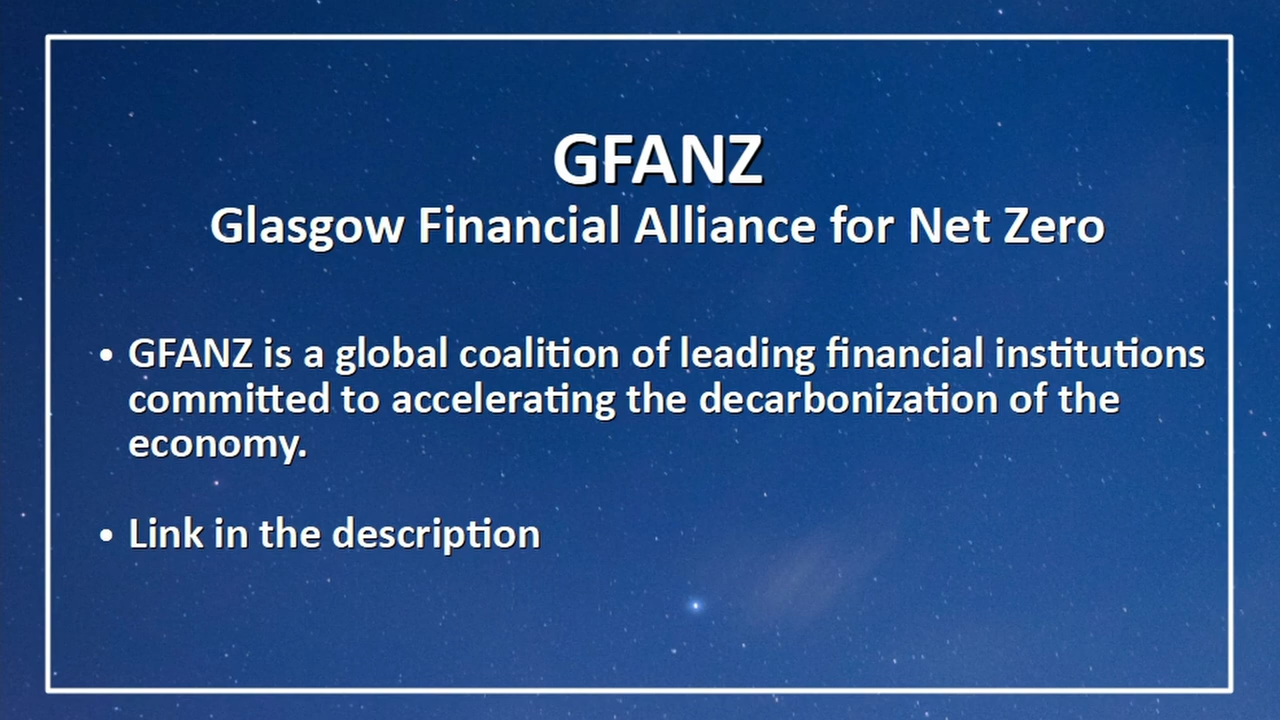 GFANZ
Glasgow Financial Alliance for Net Zero
• GFANZ is a global coalition of leading financial institutions
committed to accelerating the decarbonization of the
economy.
• Link in the description